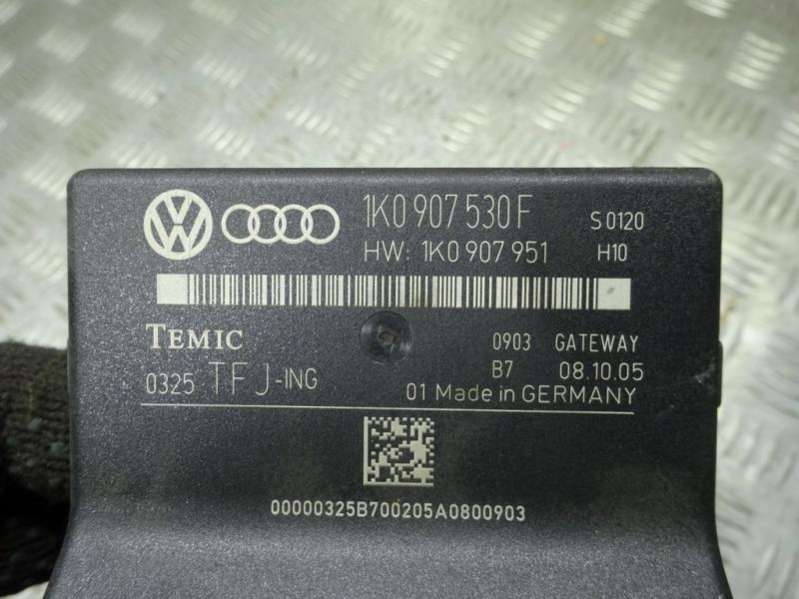 1K0 907 530 F S 0120
HW: 1K0 907 951 H10
TEMIC 0903 GATEWAY
B7 08.10.05
0325 TFJ-ING
01 Made in GERMANY
00000325B700205A0800903